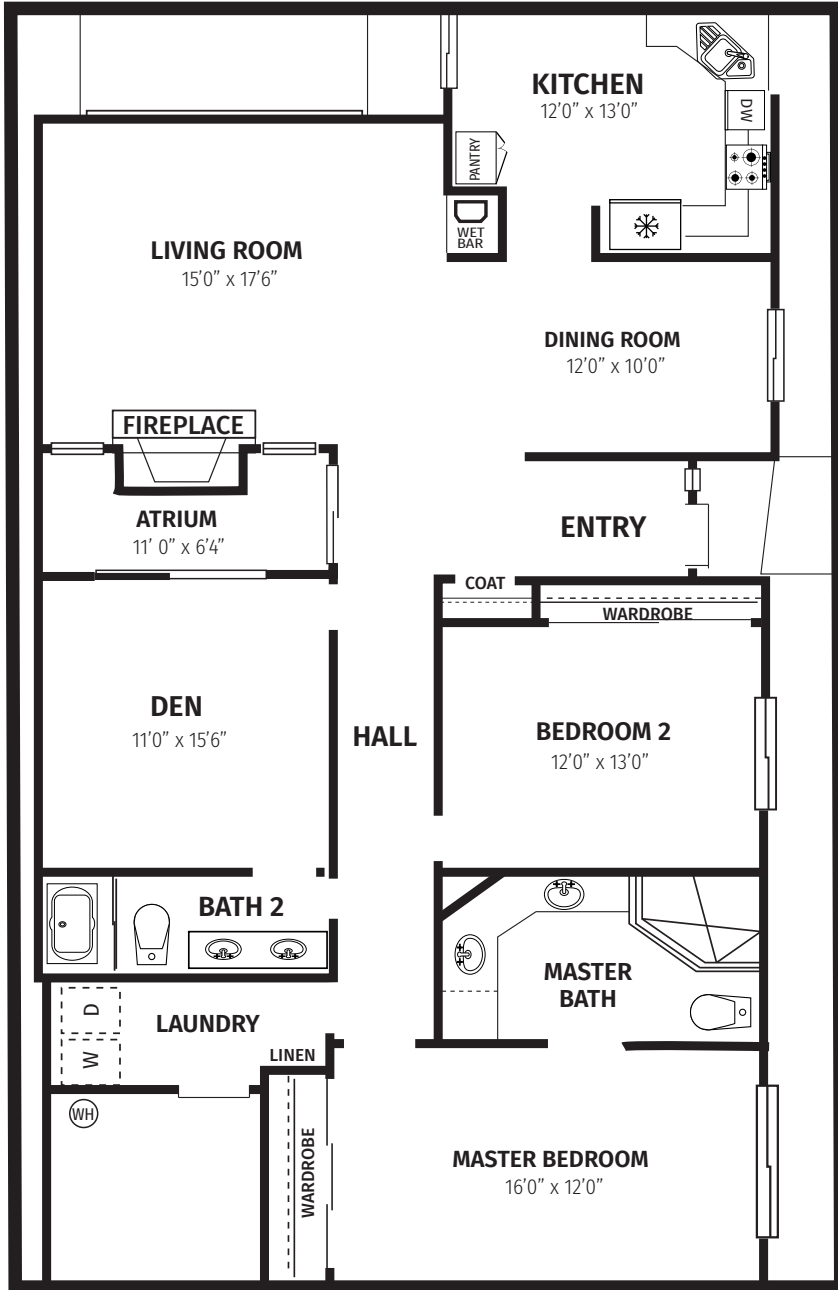 KITCHEN
12'0” x 13'0”
DW
PANTRY
WET
BAR
LIVING ROOM
15'0” x 17'6”
DINING ROOM
12'0” x 10'0”
FIREPLACE
ATRIUM
11' 0” x 6'4”
ENTRY
COAT
WARDROBE
DEN
11'0” x 15'6”
HALL
BEDROOM 2
12'0” x 13'0”
BATH 2
MASTER
BATH
D
W
LAUNDRY
LINEN
WH
WARDROBE
MASTER BEDROOM
16'0” x 12'0”